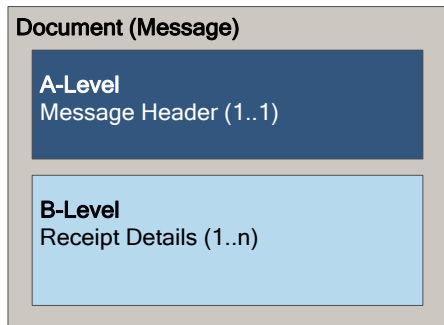 Document (Message)
A-Level
Message Header (1..1)
B-Level
Receipt Details (1..n)